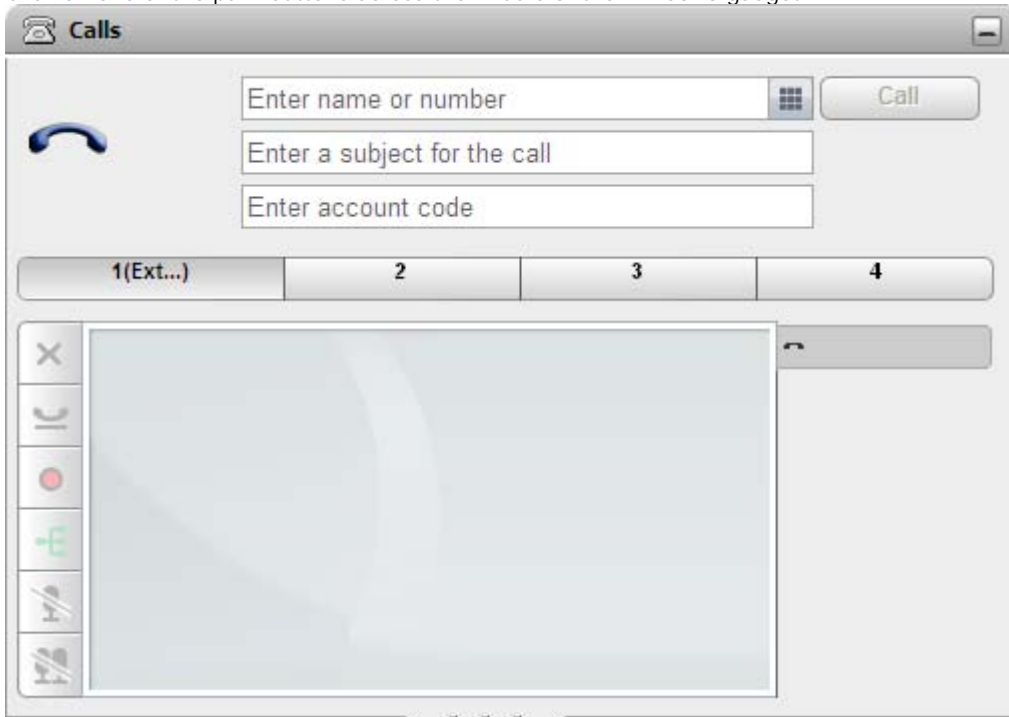 Calls
Enter name or number
Call
Enter a subject for the call
Enter account code
1(Ext...) 2 3 4